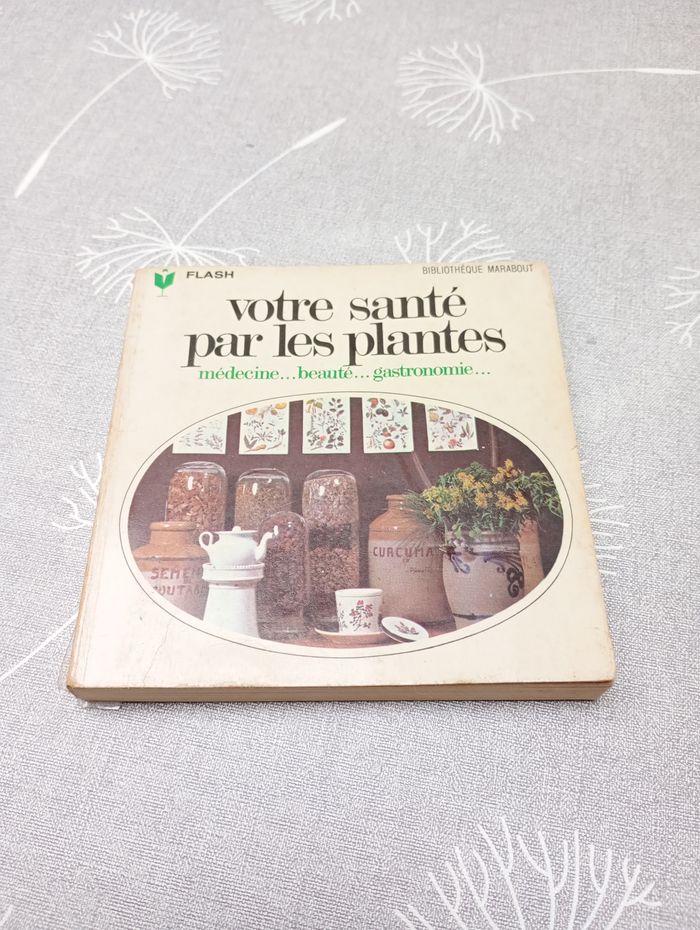 FLASH
BIBLIOTHÈQUE MARABOUT
votre santé
par les plantes
médecine...beauté...gastronomie...
CURCUMA